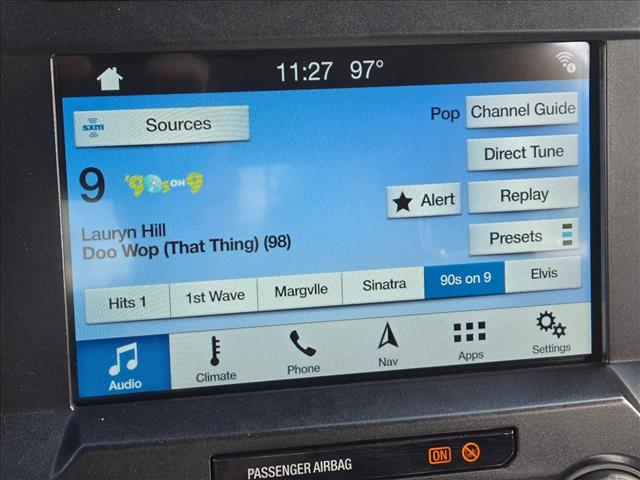 11:27 97°
sxm Sources
Pop Channel Guide
Direct Tune
9 '90s ON 9
Alert Replay
Lauryn Hill
Doo Wop (That Thing) (98)
Presets
Hits 1 1st Wave Margvlle Sinatra 90s on 9 Elvis
Audio Climate Phone Nav Apps Settings
PASSENGER AIRBAG ON